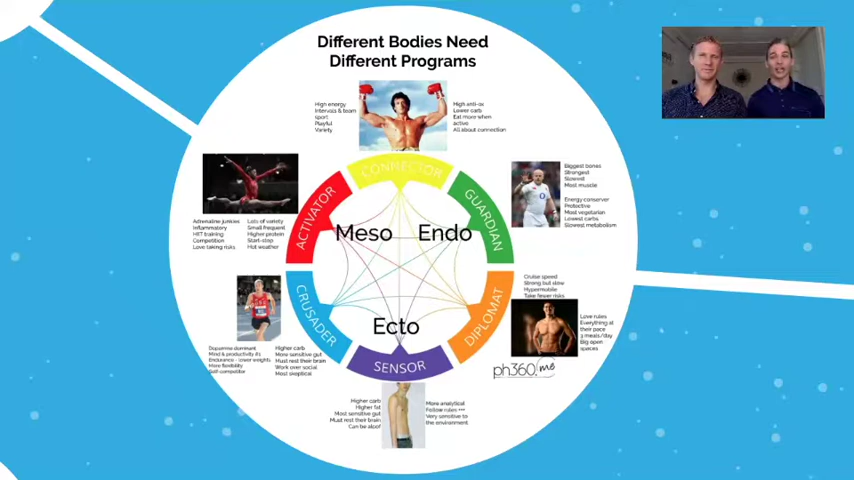 Different Bodies Need
Different Programs
High energy
Intervals & team
sport
Playful
Variety
High anti-ox
Lower carb
Eat more when
active
All about connection
CONNECTOR
Adrenaline junkies
Inflammatory
HIIT training
Competition
Love taking risks
Lots of variety
Small frequent
Higher protein
Start-stop
Hot weather
ACTIVATOR
GUARDIAN
Biggest bones
Strongest
Slowest
Most muscle
Energy conserver
Protective
Most vegetarian
Lowest carbs
Slowest metabolism
Meso
Endo
Ecto
CRUSADER
DIPLOMAT
Cruise speed
Strong but slow
Hypermobile
Take fewer risks
Love rules
Everything at
their pace
3 meals/day
Big open
spaces
Dopamine dominant
Mind & productivity #1
Endurance - lower weights
More flexibility
Self-competitor
Higher carb
More sensitive gut
Must rest their brain
Work over social
Most skeptical
SENSOR
ph360.me
Higher carb
Higher fat
Most sensitive gut
Must rest their brain
Can be aloof
More analytical
Follow rules ***
Very sensitive to
the environment